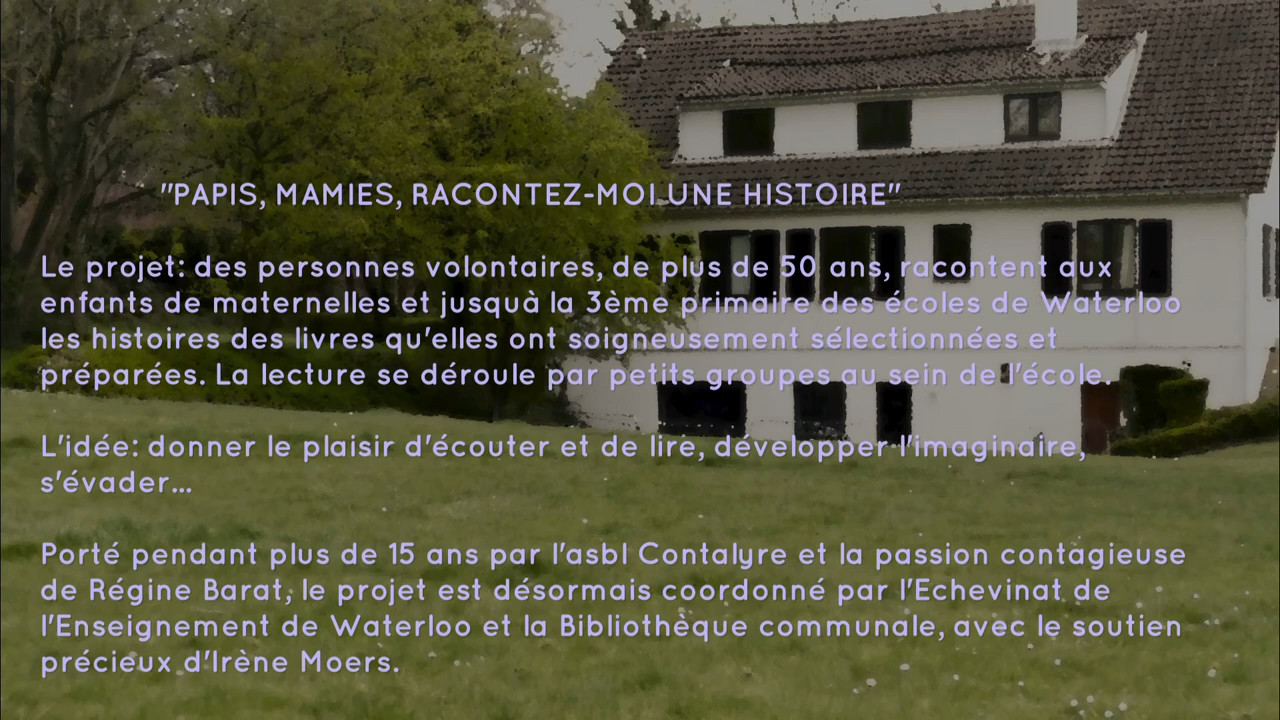 "PAPIS, MAMIES, RACONTEZ-MOI UNE HISTOIRE"
Le projet: des personnes volontaires, de plus de 50 ans, racontent aux
enfants de maternelles et jusquà la 3ème primaire des écoles de Waterloo
les histoires des livres qu'elles ont soigneusement sélectionnées et
préparées. La lecture se déroule par petits groupes au sein de l'école.
L'idée: donner le plaisir d'écouter et de lire, développer l'imaginaire,
s'évader...
Porté pendant plus de 15 ans par l'asbl Contalyre et la passion contagieuse
de Régine Barat, le projet est désormais coordonné par l'Echevinat de
l'Enseignement de Waterloo et la Bibliothèque communale, avec le soutien
précieux d'Irène Moers.